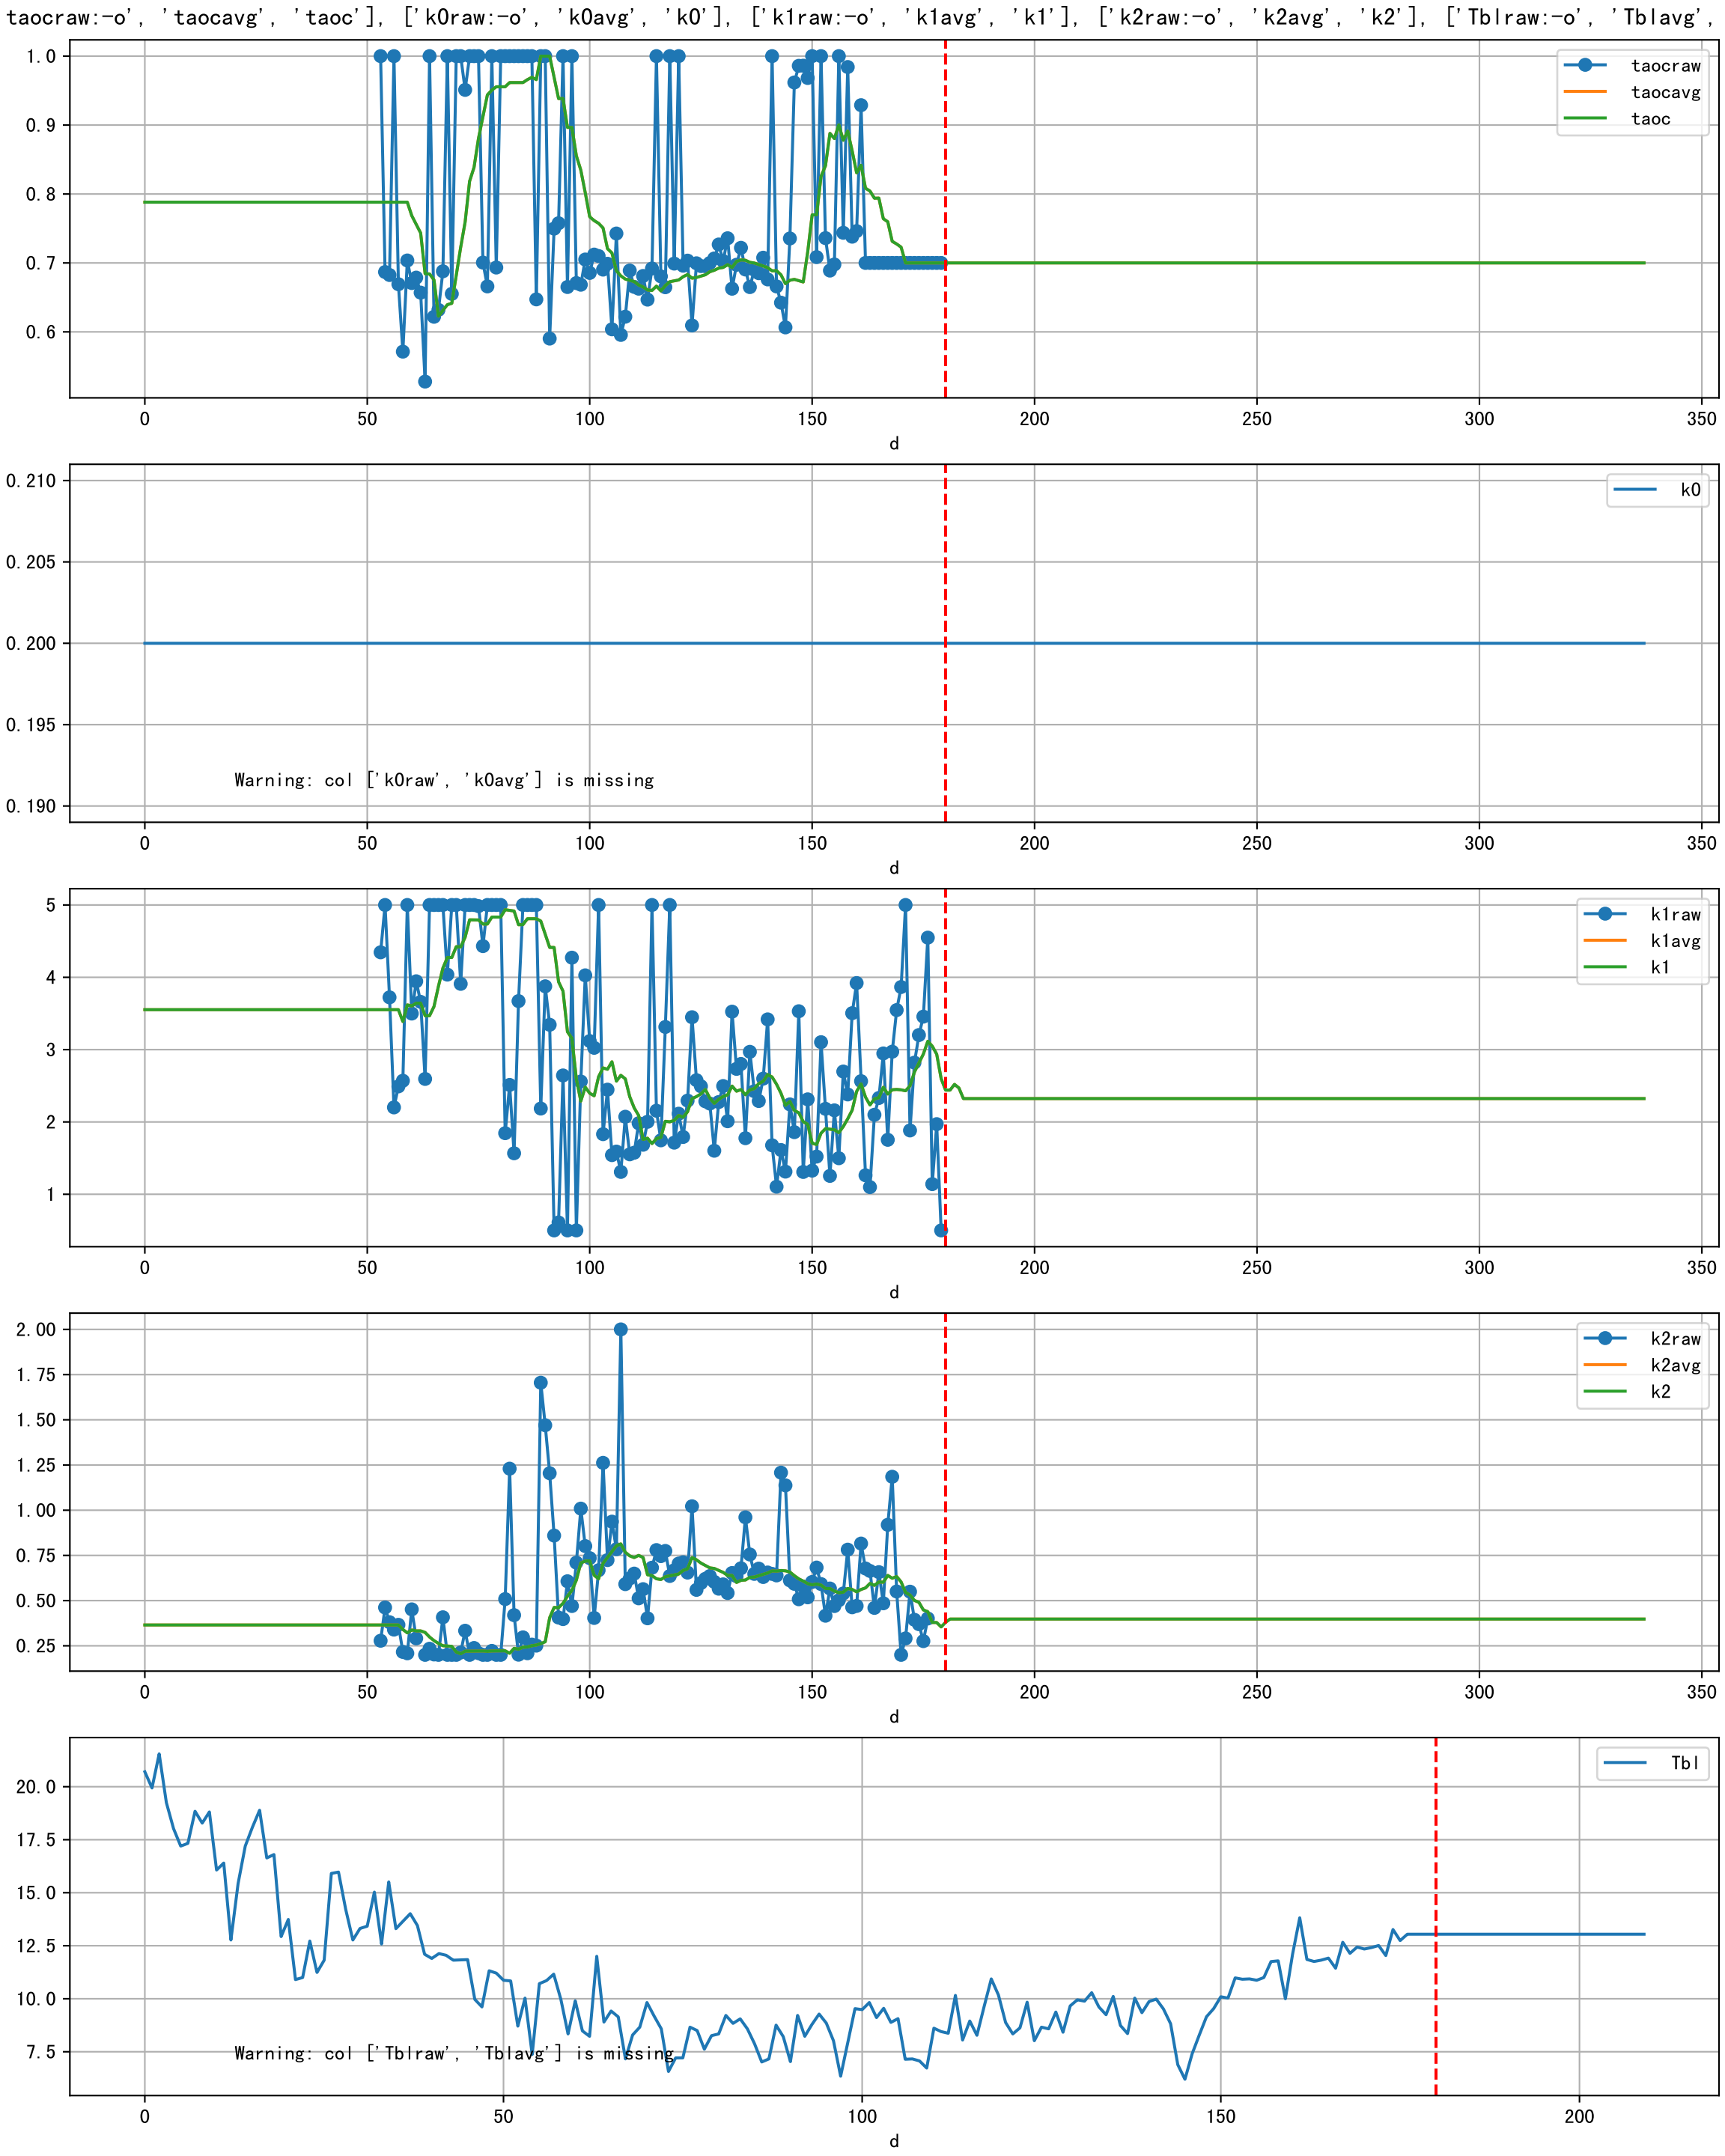 taocraw:-o', 'taocavg', 'taoc'], ['k0raw:-o', 'k0avg', 'k0'], ['k1raw:-o', 'k1avg', 'k1'], ['k2raw:-o', 'k2avg', 'k2'], ['Tblraw:-o', 'Tblavg',
1.0
0.9
0.8
0.7
0.6
taocraw
taocavg
taoc
0 50 100 150 200 250 300 350
d
0.210
0.205
0.200
0.195
0.190
k0
Warning: col ['k0raw', 'k0avg'] is missing
0 50 100 150 200 250 300 350
d
5
4
3
2
1
k1raw
k1avg
k1
0 50 100 150 200 250 300 350
d
2.00
1.75
1.50
1.25
1.00
0.75
0.50
0.25
k2raw
k2avg
k2
0 50 100 150 200 250 300 350
d
20.0
17.5
15.0
12.5
10.0
7.5
Tbl
Warning: col ['Tblraw', 'Tblavg'] is missing
0 50 100 150 200
d